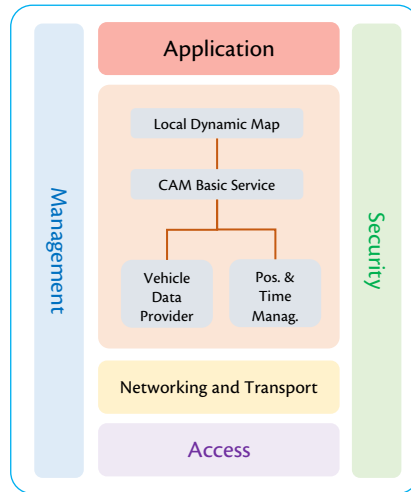 Application
Local Dynamic Map
CAM Basic Service
Vehicle
Data
Provider
Pos. &
Time
Manag.
Networking and Transport
Access
Management
Security